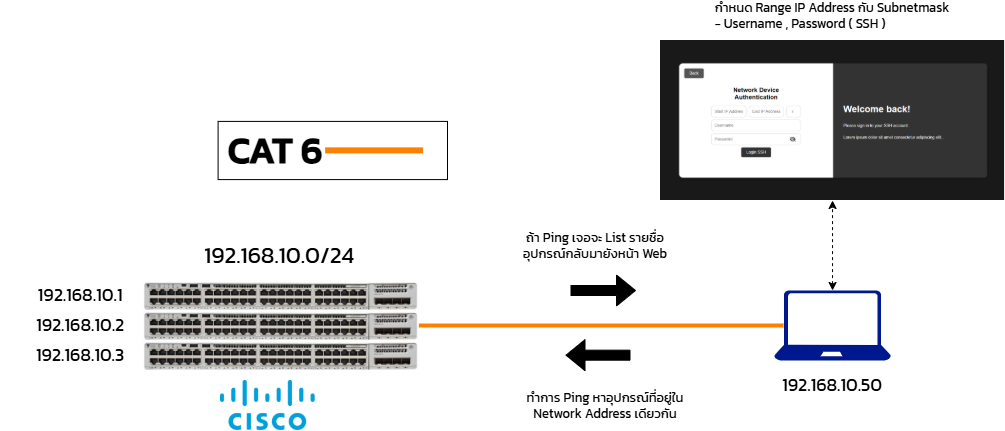 กำหนด Range IP Address กับ Subnetmask
- Username , Password ( SSH )
Back
Network Device
Authentication
Start IP Address
Last IP Address
Username
Password
Login SSH
Welcome back!
Please sign in to your SSH account
Lorem ipsum dolor sit amet consectetur adipiscing elit.
CAT 6
192.168.10.0/24
192.168.10.1
192.168.10.2
192.168.10.3
CISCO
ถ้า Ping เจอจะ List รายชื่อ
อุปกรณ์กลับมายังหน้า Web
ทำการ Ping หาอุปกรณ์ที่อยู่ใน
Network Address เดียวกัน
192.168.10.50